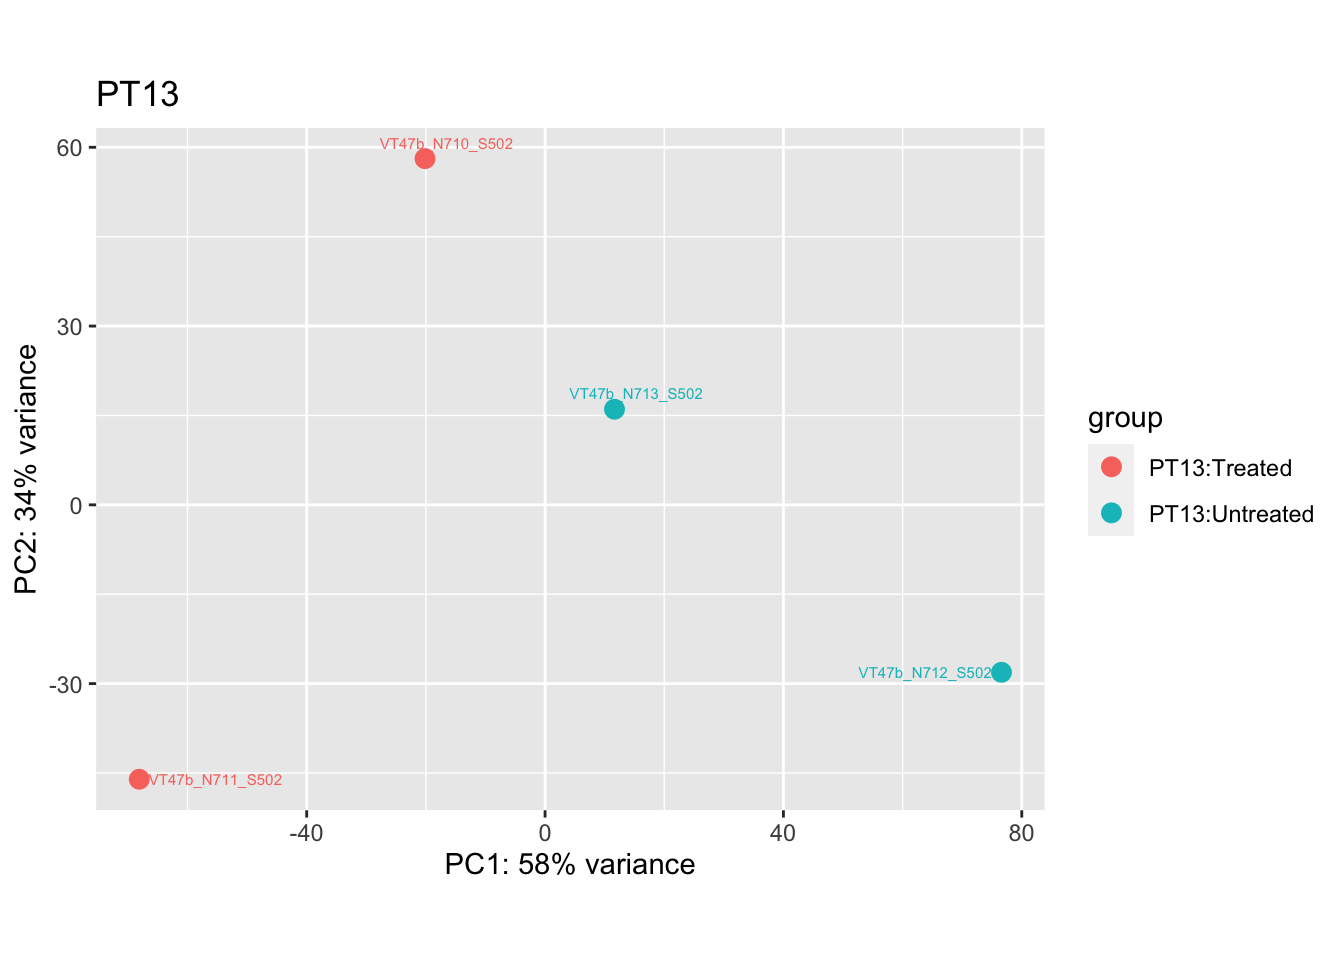 PT13
VT47b_N710_S502
60
30
VT47b_N713_S502
0
VT47b_N712_S502
-30
VT47b_N711_S502
-40
0
40
80
PC1: 58% variance
PC2: 34% variance
group
PT13:Treated
PT13:Untreated